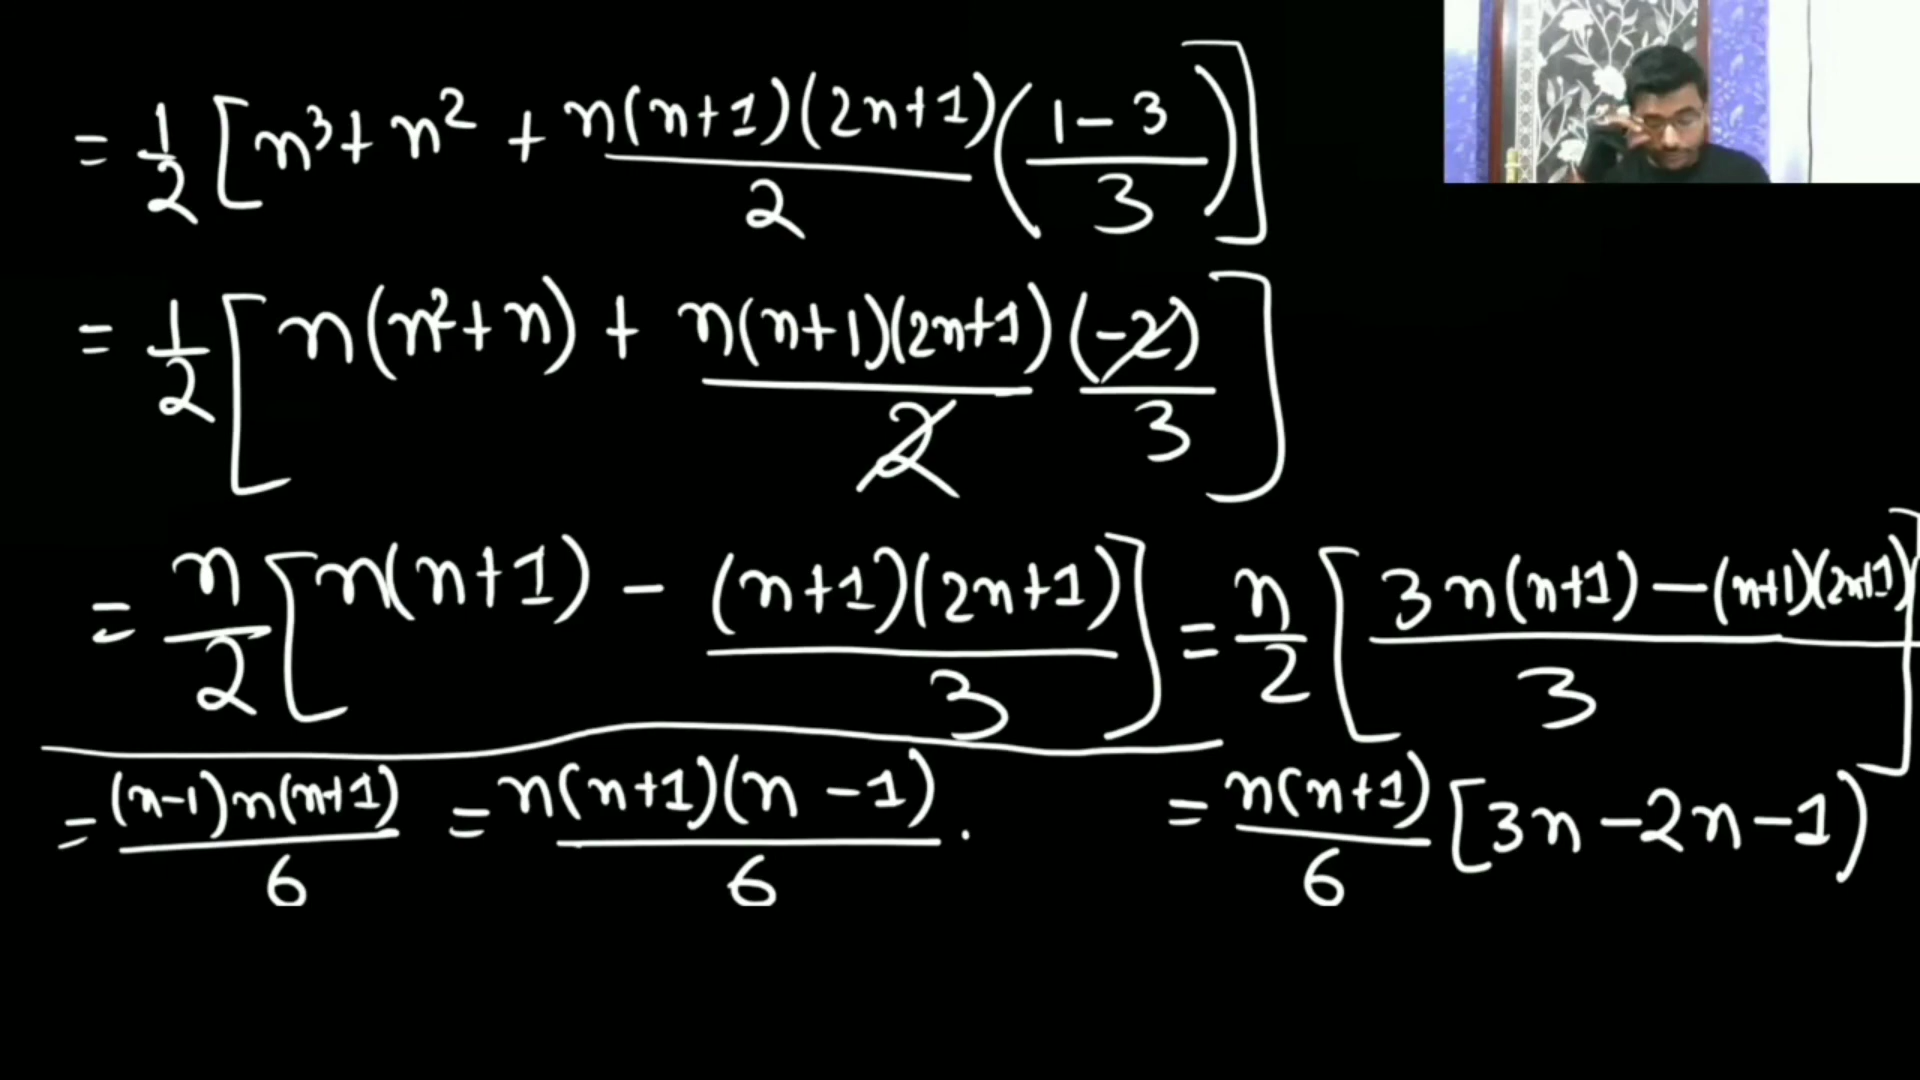 = 1/2 [n³ + n² + n(n+1)(2n+1)/2 (1-3/3)]
= 1/2 [n(n²+n) + n(n+1)(2n+1)/2 (-2)/3]
= n/2 [n(n+1) - (n+1)(2n+1)/3] = n/2 [3n(n+1) - (n+1)(2n+1)/3]
= n(n+1)/6 [3n-2n-1)
= (n-1)n(n+1)/6 = n(n+1)(n-1)/6 .